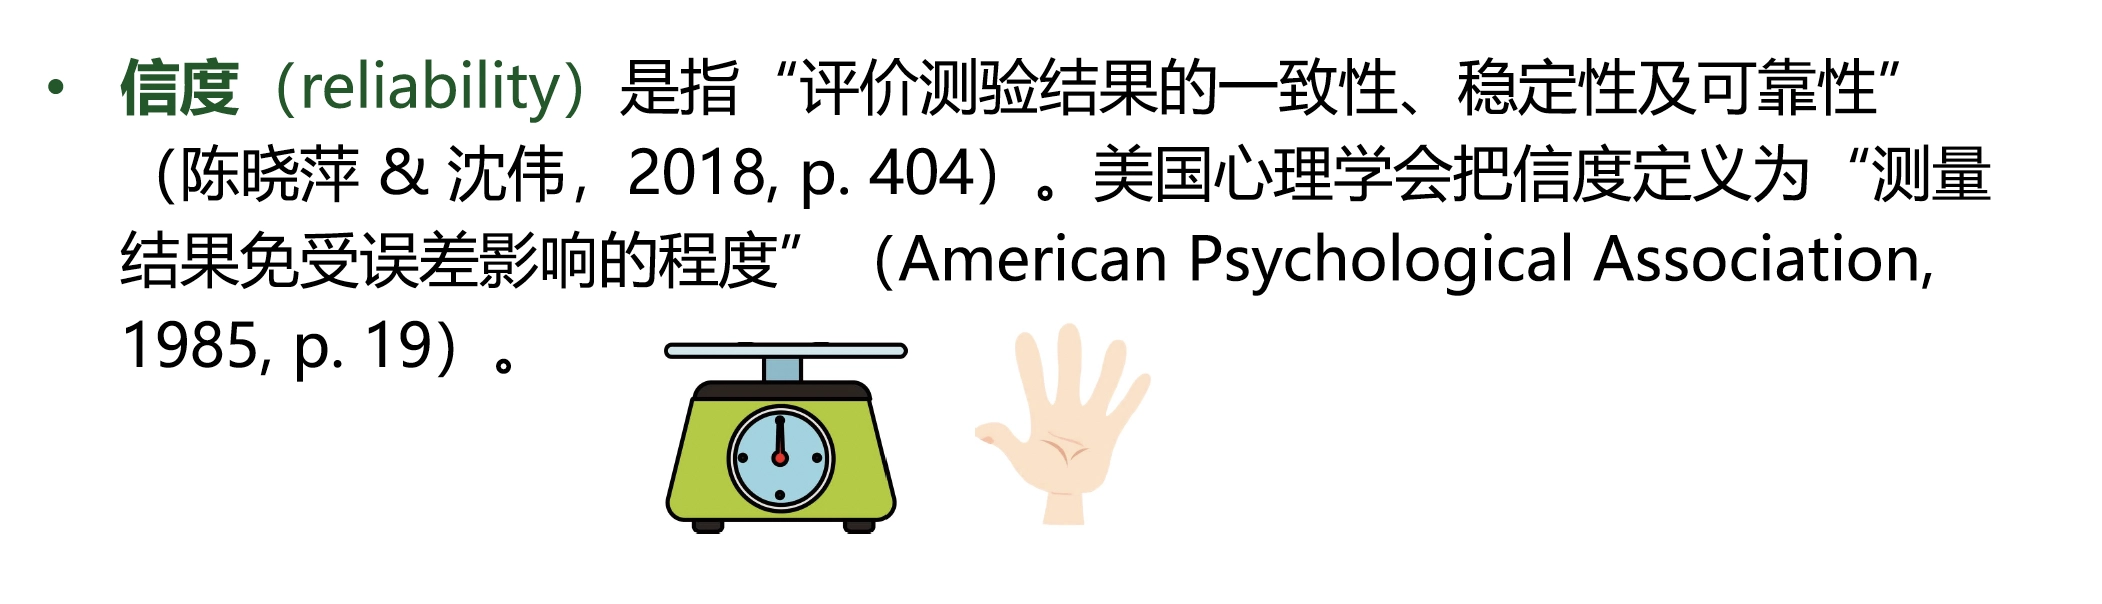 • 信度（reliability）是指“评价测验结果的一致性、稳定性及可靠性”
（陈晓萍 & 沈伟，2018, p. 404）。美国心理学会把信度定义为“测量
结果免受误差影响的程度”（American Psychological Association,
1985, p. 19）。